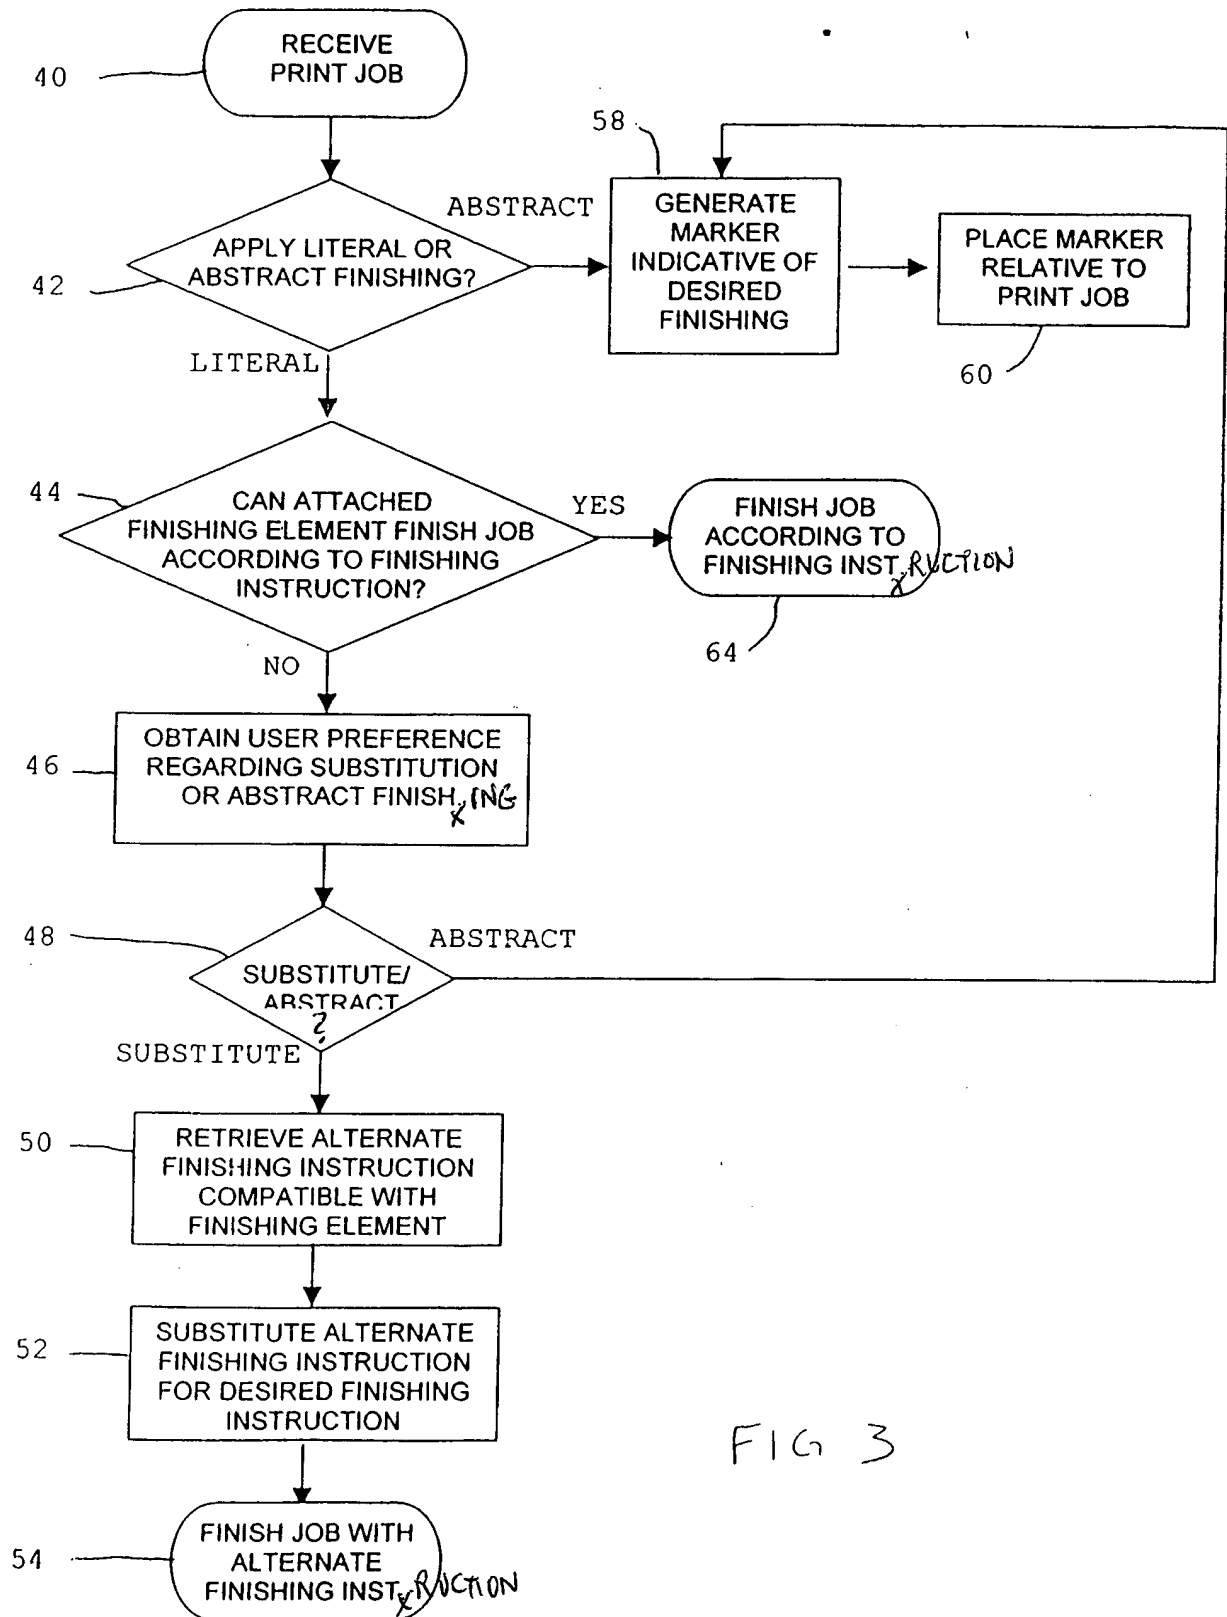 RECEIVE
PRINT JOB
40
58
ABSTRACT
GENERATE
MARKER
INDICATIVE OF
DESIRED
FINISHING
PLACE MARKER
RELATIVE TO
PRINT JOB
60
APPLY LITERAL OR
ABSTRACT FINISHING?
42
LITERAL
44
CAN ATTACHED
FINISHING ELEMENT FINISH JOB
ACCORDING TO FINISHING
INSTRUCTION?
YES
FINISH JOB
ACCORDING TO
FINISHING INSTRUCTION
64
NO
46
OBTAIN USER PREFERENCE
REGARDING SUBSTITUTION
OR ABSTRACT FINISHING
48
ABSTRACT
SUBSTITUTE/
ABSTRACT
?
SUBSTITUTE
50
RETRIEVE ALTERNATE
FINISHING INSTRUCTION
COMPATIBLE WITH
FINISHING ELEMENT
52
SUBSTITUTE ALTERNATE
FINISHING INSTRUCTION
FOR DESIRED FINISHING
INSTRUCTION
FIG 3
54
FINISH JOB WITH
ALTERNATE
FINISHING INSTRUCTION